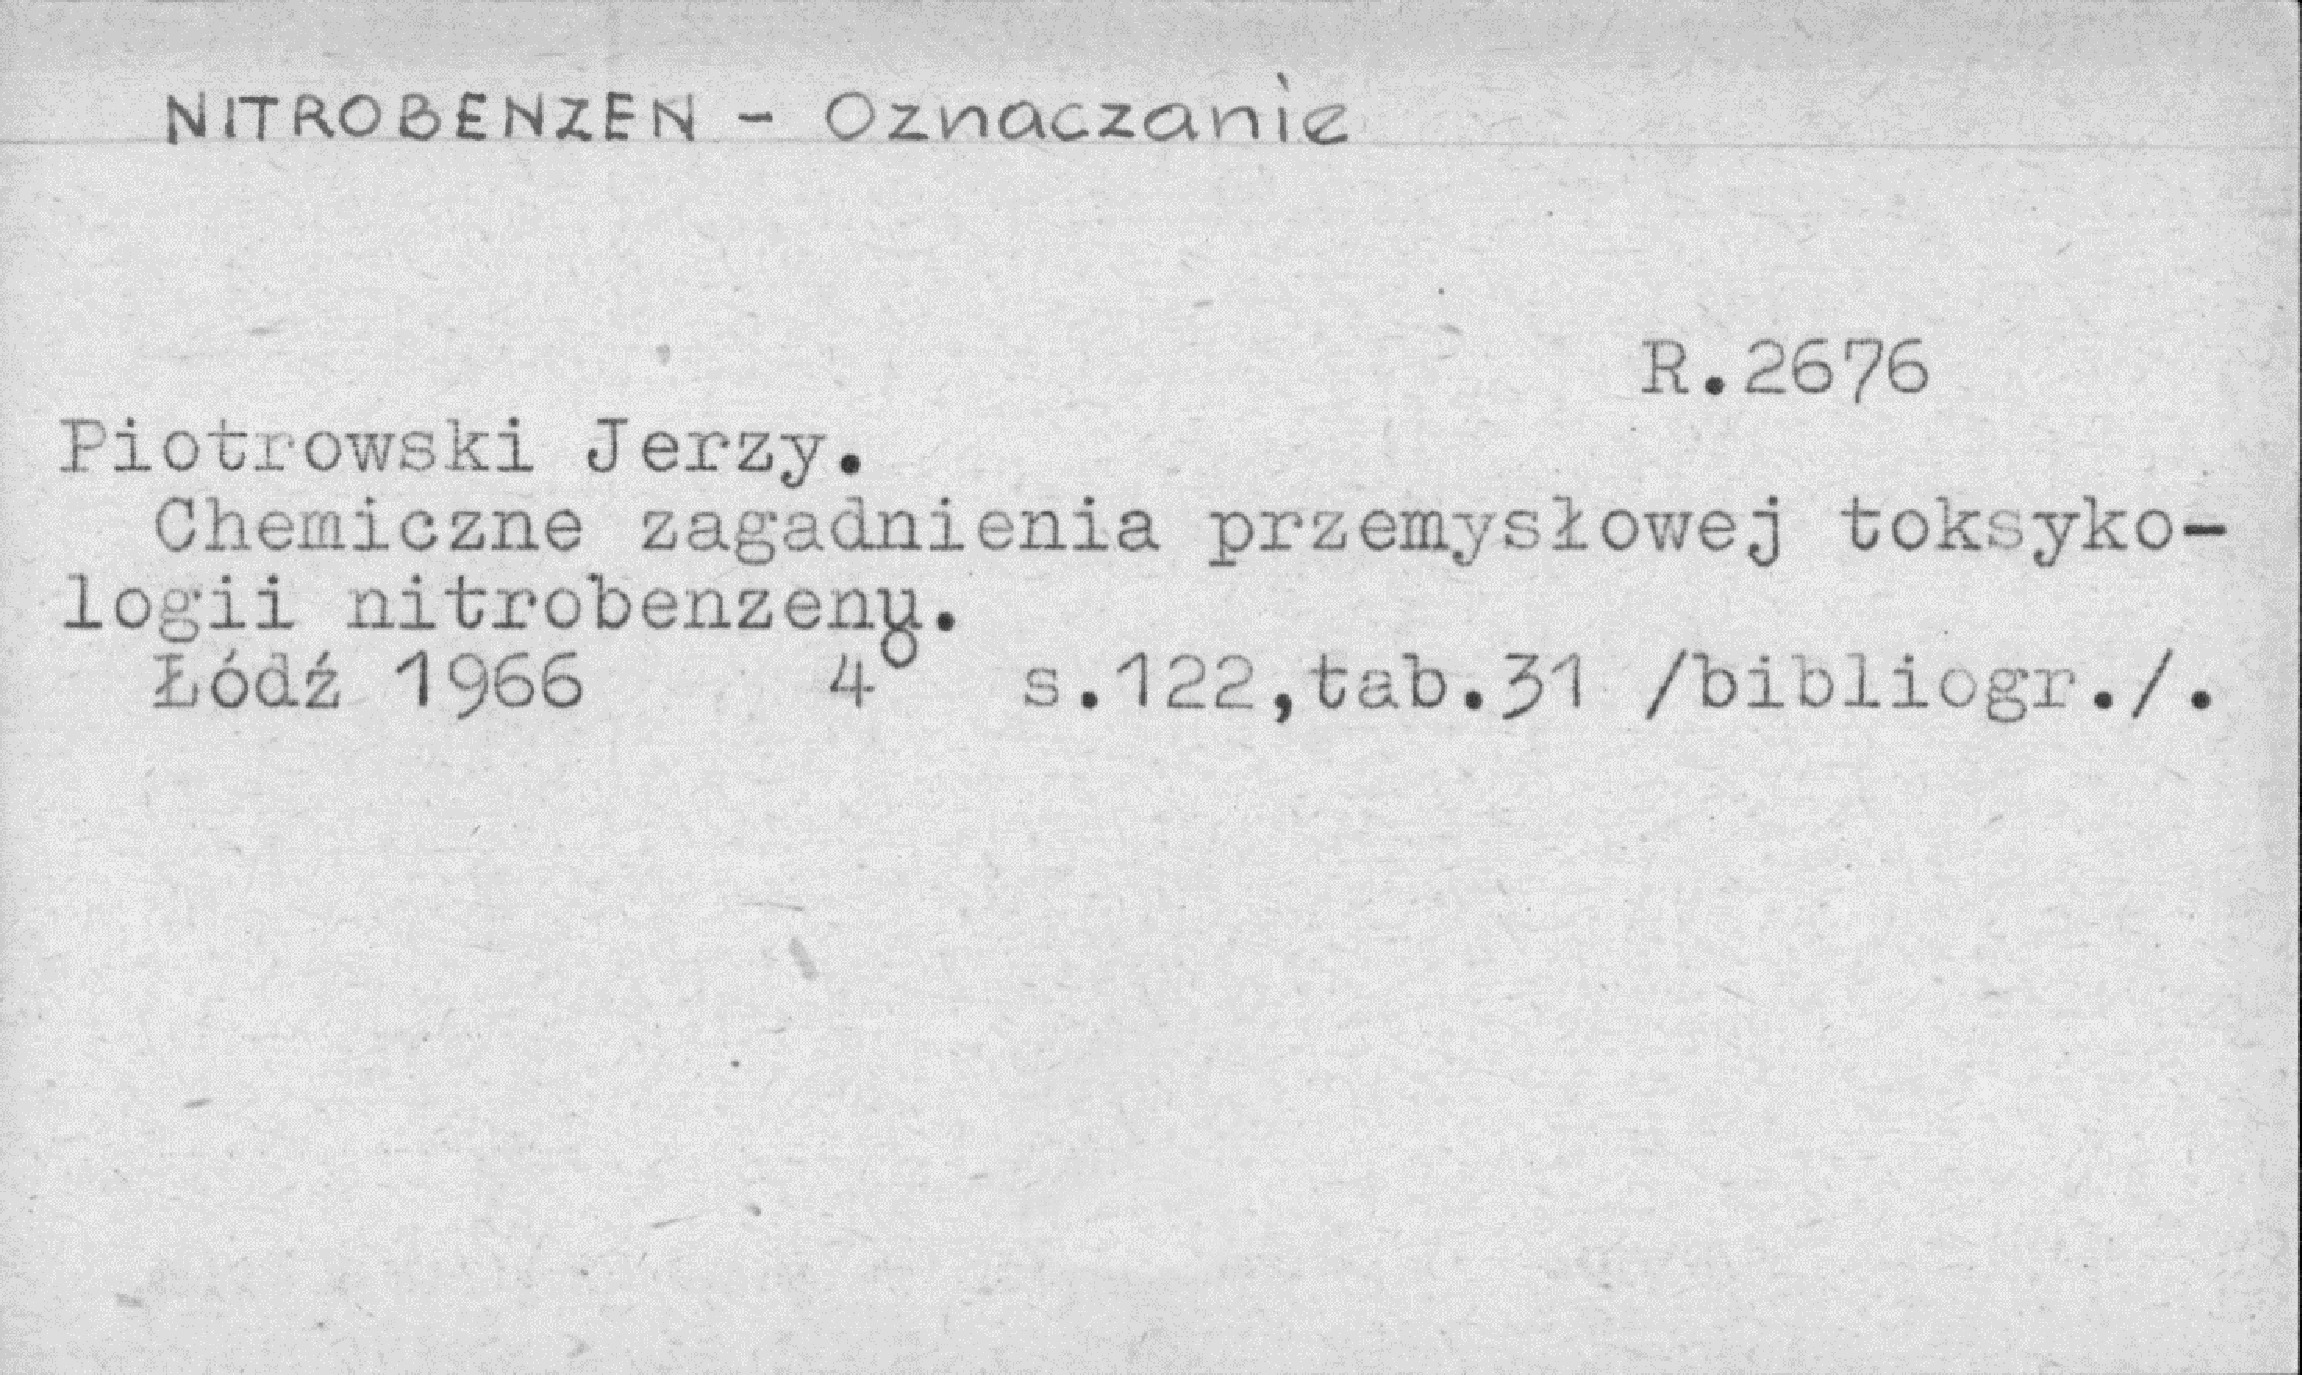 NITROBENZEN - Oznaczanie
R.2676
Piotrowski Jerzy.
Chemiczne zagadnienia przemysłowej toksyko-
logii nitrobenzenu.
Łódź 1966 4° s.122,tab.31 /bibliogr./.